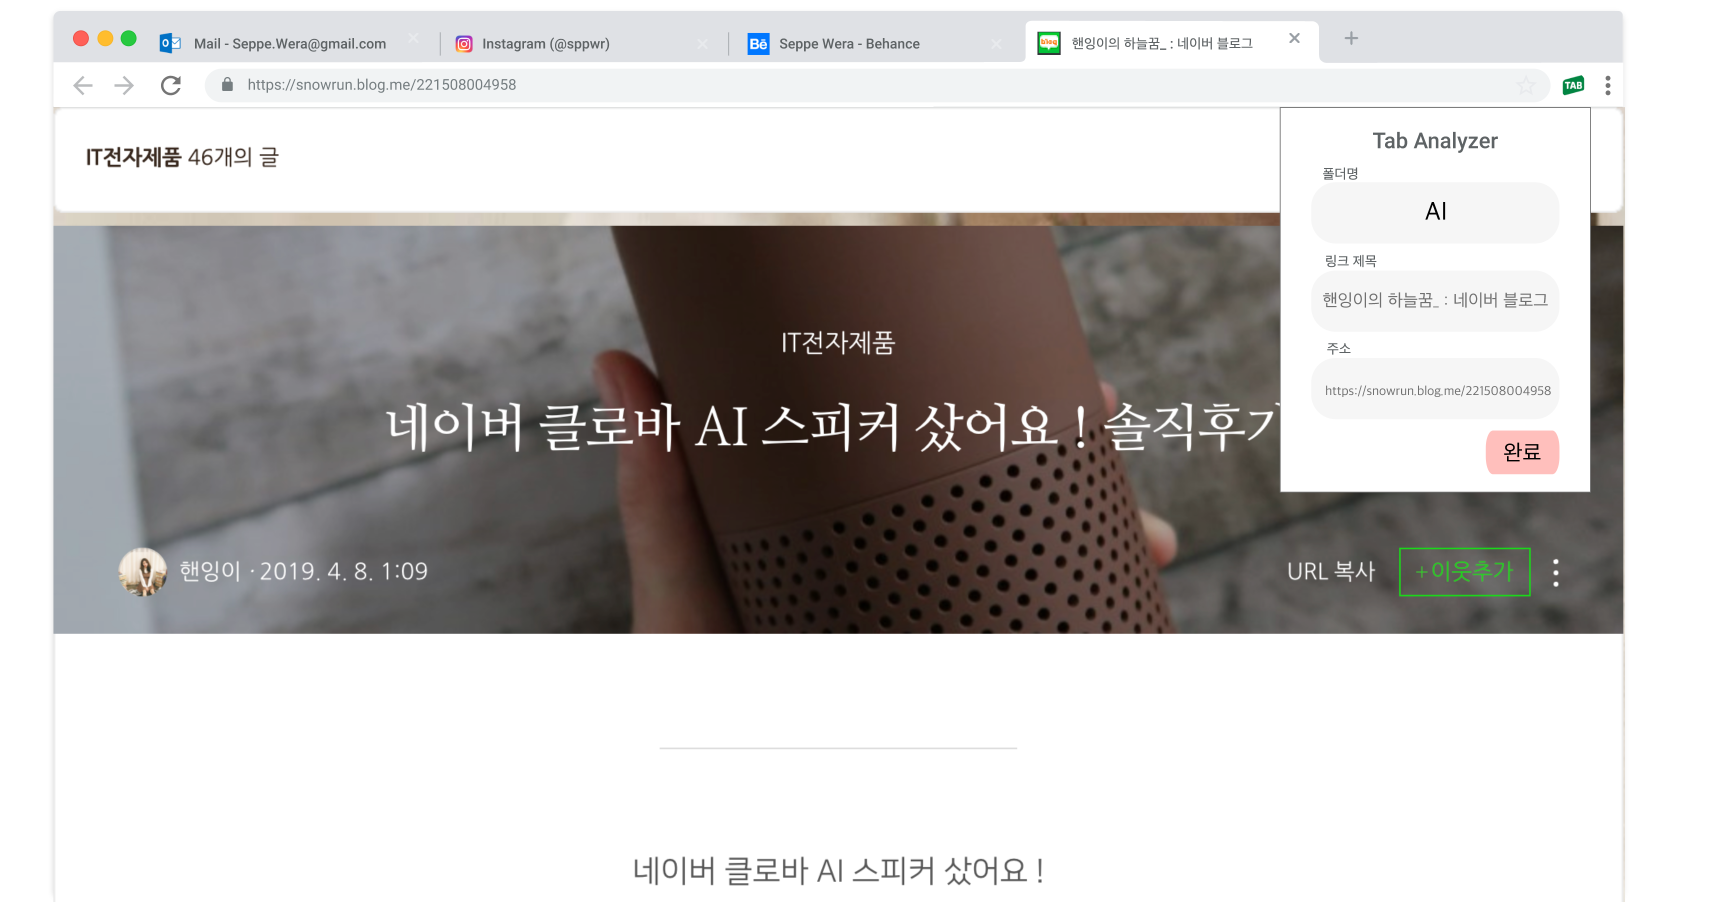 Mail - Seppe.Wera@gmail.com
Instagram (@sppwr)
Bē Seppe Wera - Behance
blog 핸잉이의 하늘꿈_ : 네이버 블로그
https://snowrun.blog.me/221508004958
TAB
IT전자제품 46개의 글
Tab Analyzer
폴더명
AI
링크 제목
핸잉이의 하늘꿈_ : 네이버 블로그
주소
https://snowrun.blog.me/221508004958
완료
IT전자제품
네이버 클로바 AI 스피커 샀어요 ! 솔직후기
핸잉이 · 2019. 4. 8. 1:09
URL 복사
+이웃추가
네이버 클로바 AI 스피커 샀어요 !